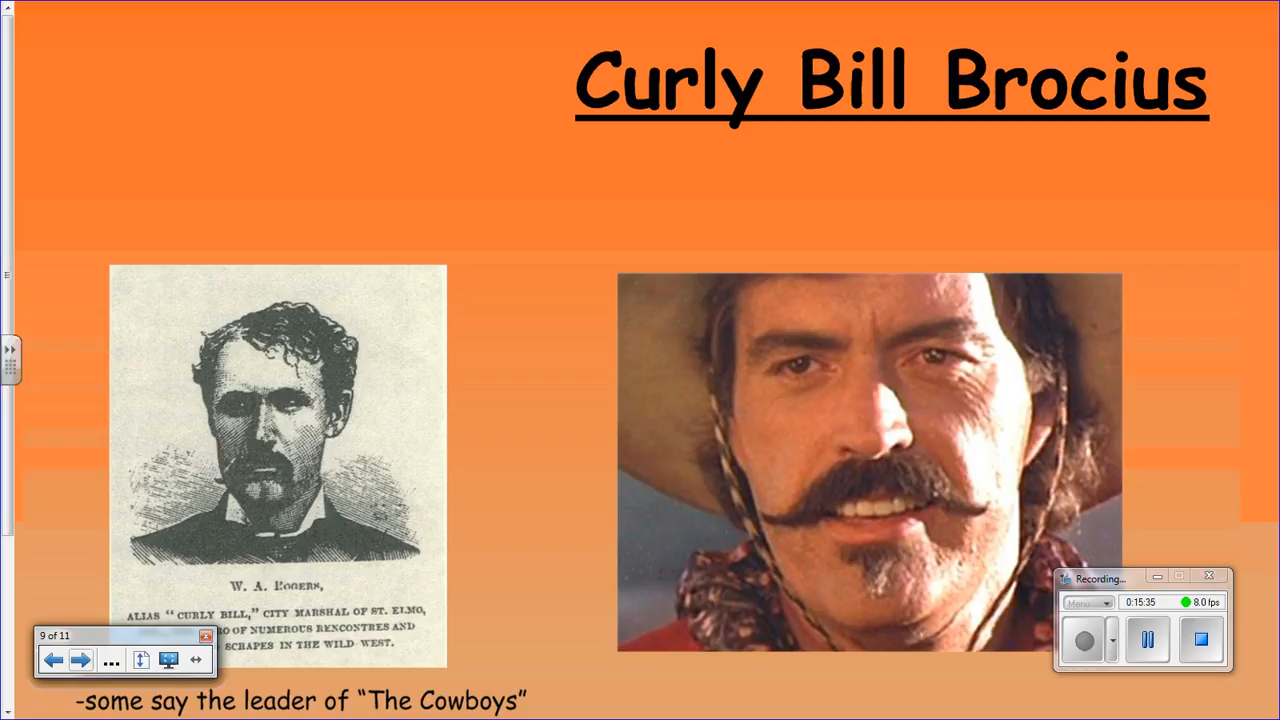 Curly Bill Brocius
W. A. ROGERS,
ALIAS "CURLY BILL," CITY MARSHAL OF ST. ELMO,
RO OF NUMEROUS RENCONTRES AND
SCRAPES IN THE WILD WEST.
-some say the leader of “The Cowboys”
9 of 11
Recording...
Menu
0:15:35
8.0 fps